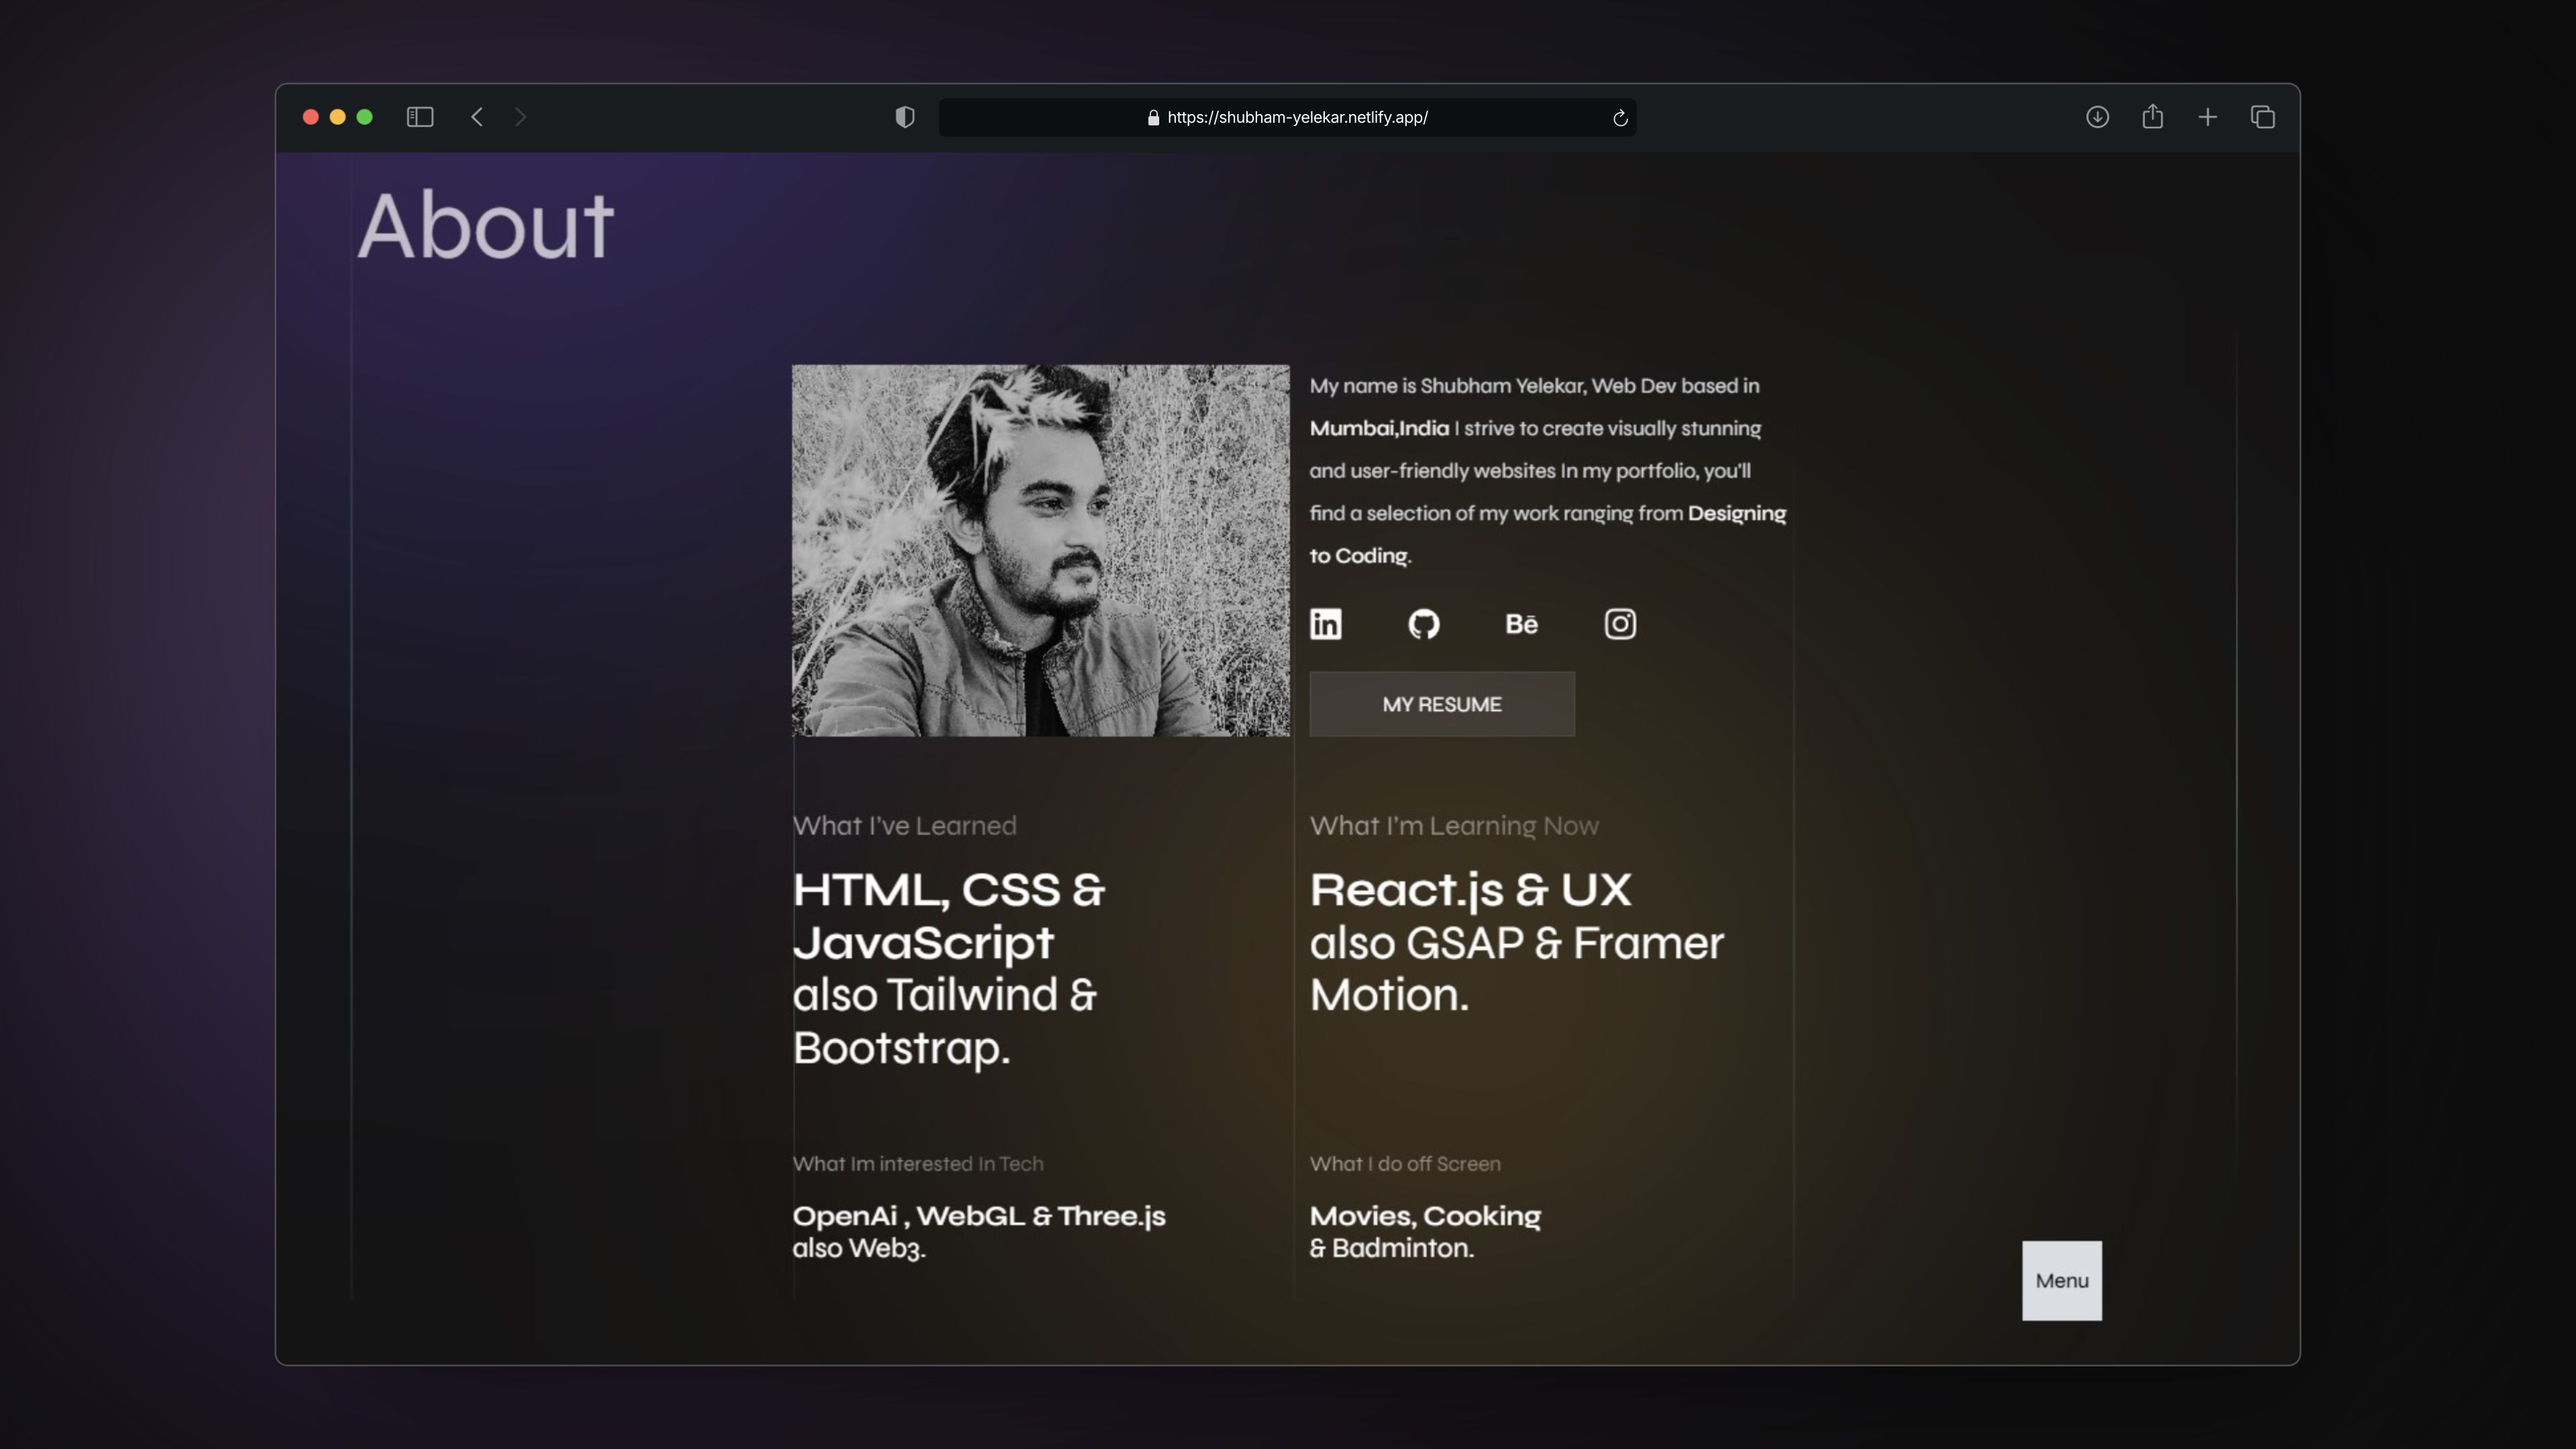 https://shubham-yelekar.netlify.app/
About
My name is Shubham Yelekar, Web Dev based in
Mumbai,India I strive to create visually stunning
and user-friendly websites In my portfolio, you'll
find a selection of my work ranging from Designing
to Coding.
in
Bē
MY RESUME
What I've Learned
HTML, CSS &
JavaScript
also Tailwind &
Bootstrap.
What I'm Learning Now
React.js & UX
also GSAP & Framer
Motion.
What Im interested In Tech
OpenAi , WebGL & Three.js
also Web3.
What I do off Screen
Movies, Cooking
& Badminton.
Menu